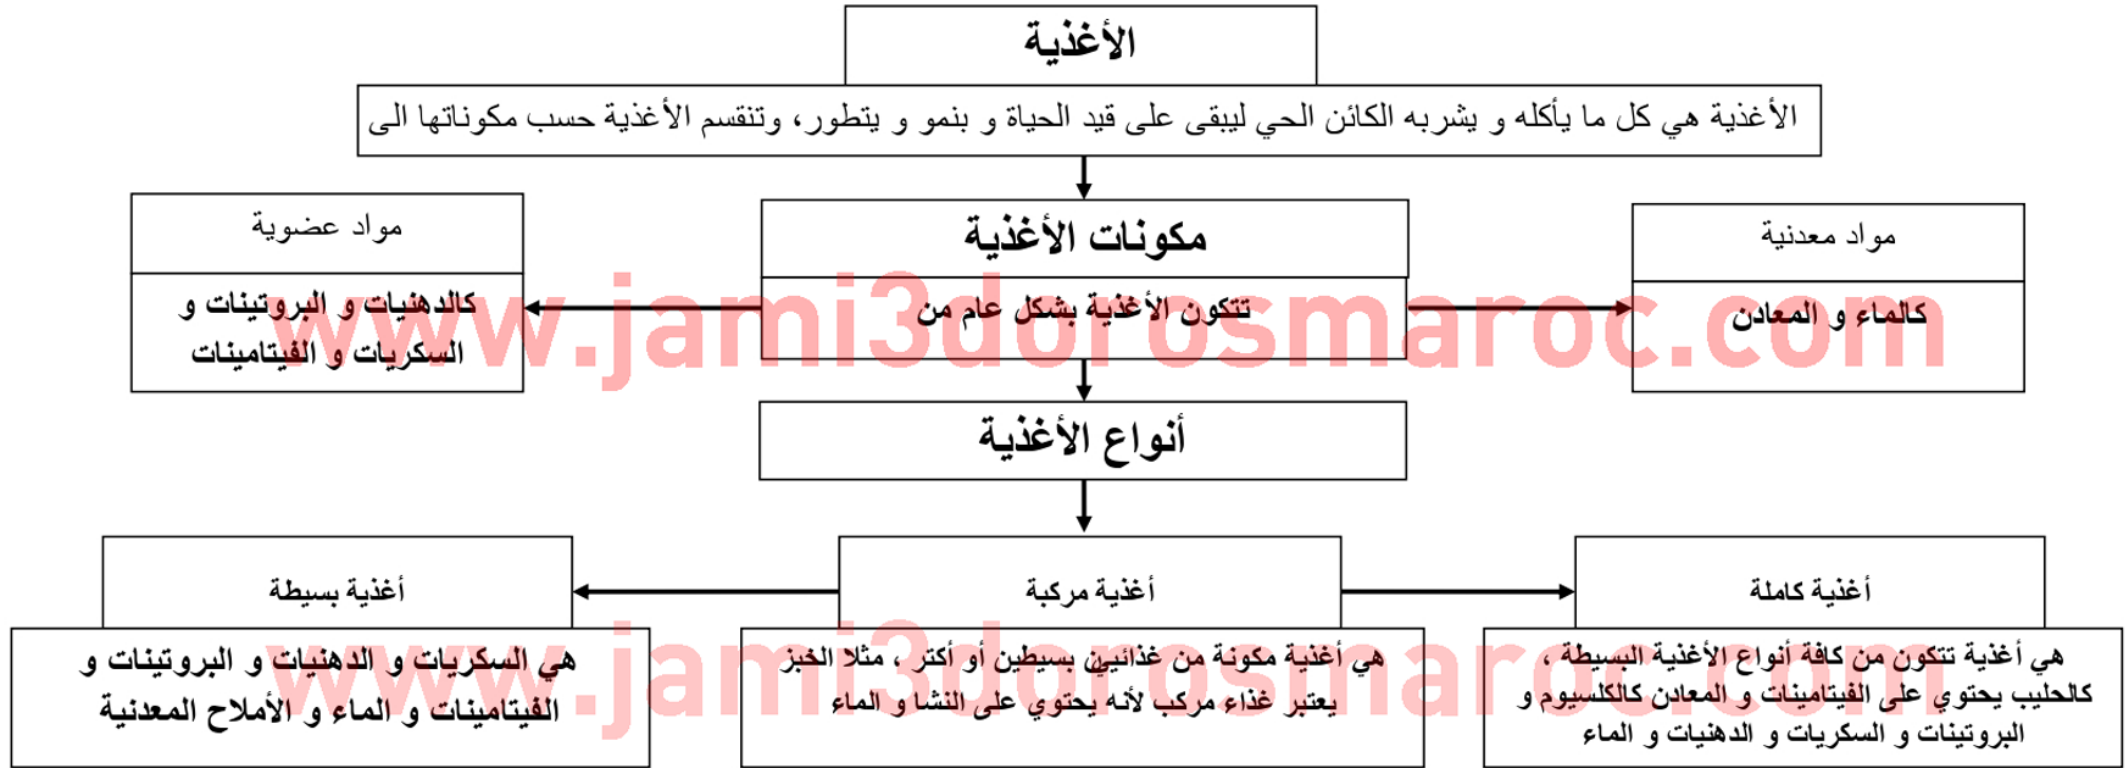 الأغذية
الأغذية هي كل ما يأكله و يشربه الكائن الحي ليبقى على قيد الحياة و بنمو و يتطور، وتنقسم الأغذية حسب مكوناتها الى
مكونات الأغذية
تتكون الأغذية بشكل عام من
مواد معدنية
كالماء و المعادن
مواد عضوية
كالدهنيات و البروتينات و
السكريات و الفيتامينات
www.jami3dorosmaroc.com
أنواع الأغذية
أغذية كاملة
هي أغذية تتكون من كافة أنواع الأغذية البسيطة ،
كالحليب يحتوي على الفيتامينات و المعادن كالكلسيوم و
البروتينات و السكريات و الدهنيات و الماء
أغذية مركبة
هي أغذية مكونة من غذائيين بسيطين أو أكتر ، مثلا الخبز
يعتبر غذاء مركب لأنه يحتوي على النشا و الماء
أغذية بسيطة
هي السكريات و الدهنيات و البروتينات و
الفيتامينات و الماء و الأملاح المعدنية
www.jami3dorosmaroc.com